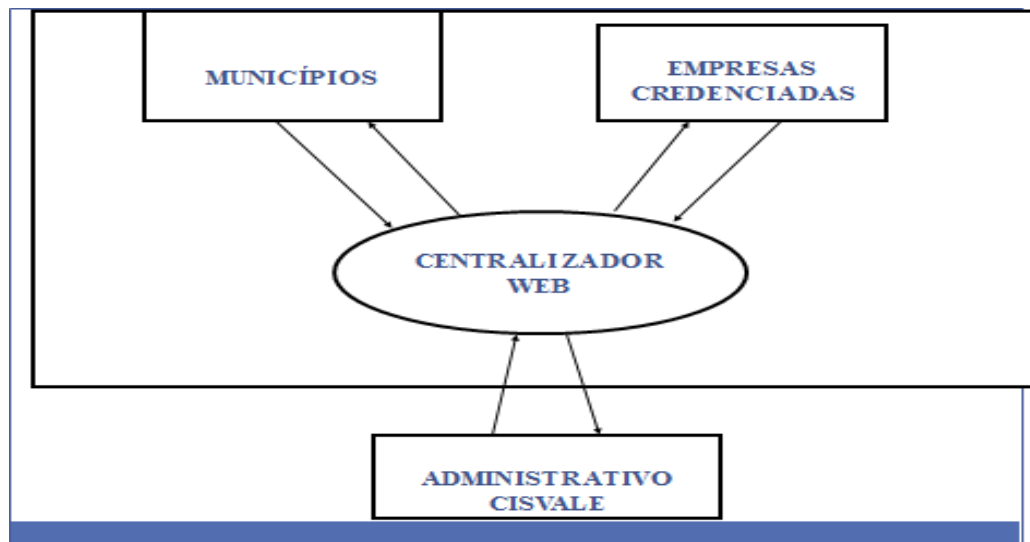 MUNICÍPIOS
EMPRESAS
CREDENCIADAS
CENTRALIZADOR
WEB
ADMINISTRATIVO
CISVALE